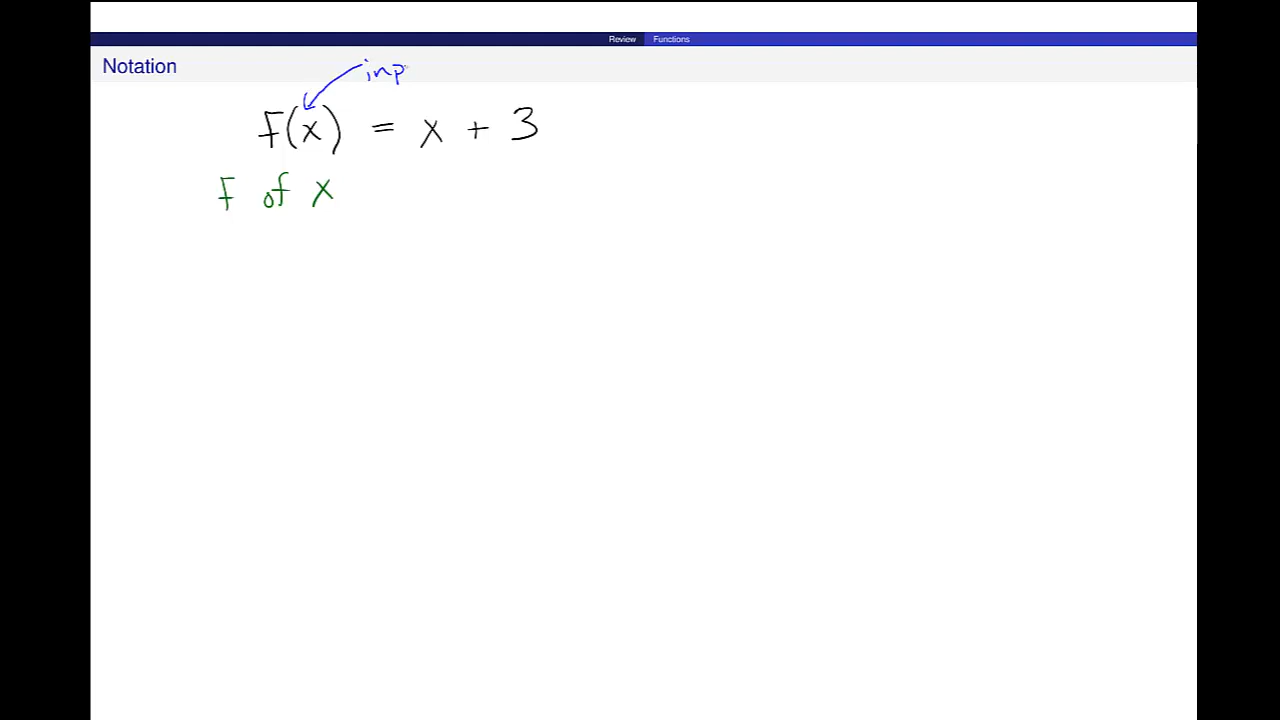 Review Functions
Notation
inp
F(x) = x + 3
F of x